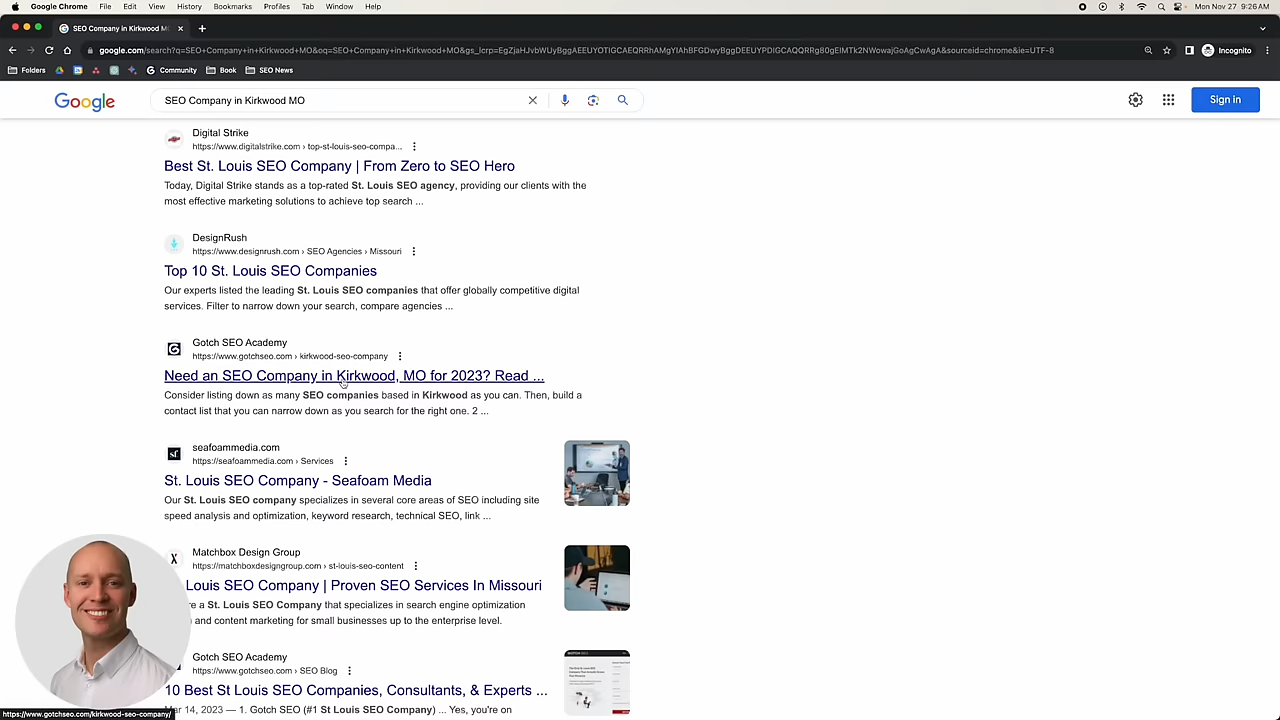 Google Chrome File Edit View History Bookmarks Profiles Tab Window Help Mon Nov 27 9:26 AM
SEO Company in Kirkwood M
google.com/search?q=SEO+Company+in+Kirkwood+MO&oq=SEO+Company+in+Kirkwood+MO&gs_lcrp=
Incognito
Folders Community Book SEO News
Google
SEO Company in Kirkwood MO
Sign in
Digital Strike
https://www.digitalstrike.com › top-st-louis-seo-compa...
Best St. Louis SEO Company | From Zero to SEO Hero
Today, Digital Strike stands as a top-rated St. Louis SEO agency, providing our clients with the
most effective marketing solutions to achieve top search ...
DesignRush
https://www.designrush.com › SEO Agencies › Missouri
Top 10 St. Louis SEO Companies
Our experts listed the leading St. Louis SEO companies that offer globally competitive digital
services. Filter to narrow down your search, compare agencies ...
Gotch SEO Academy
https://www.gotchseo.com › kirkwood-seo-company
Need an SEO Company in Kirkwood, MO for 2023? Read ...
Consider listing down as many SEO companies based in Kirkwood as you can. Then, build a
contact list that you can narrow down as you search for the right one. 2 ...
seafoammedia.com
https://seafoammedia.com › Services
St. Louis SEO Company - Seafoam Media
Our St. Louis SEO company specializes in several core areas of SEO including site
speed analysis and optimization, keyword research, technical SEO, link ...
Matchbox Design Group
https://matchboxdesigngroup.com › st-louis-seo-content
Louis SEO Company | Proven SEO Services In Missouri
a St. Louis SEO Company that specializes in search engine optimizat
and content marketing for small businesses up to the enterprise level.
Gotch SEO Academy
https://www.gotchseo.com › SEO Blog
10 Best St Louis SEO Companies, Consultants, & Experts ...
2023 — 1. Gotch SEO (#1 St Louis SEO Company) ... Yes, you're on
https://www.gotchseo.com/kirkwood-seo-company/